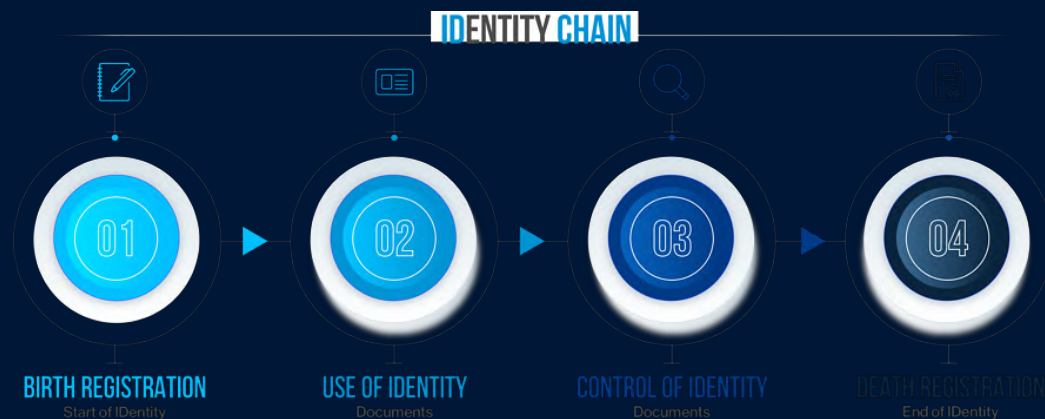 IDENTITY CHAIN
01
02
03
04
BIRTH REGISTRATION
Start of IDentity
USE OF IDENTITY
Documents
CONTROL OF IDENTITY
Documents
DEATH REGISTRATION
End of IDentity